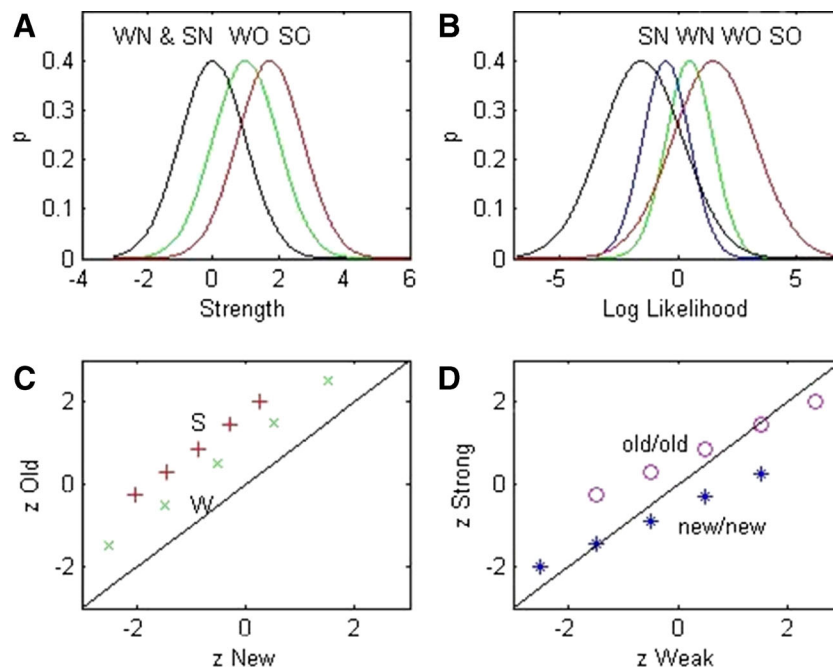 A
WN & SN WO SO
0.4
0.3
0.2
0.1
0
p
-4 -2 0 2 4 6
Strength
B
SN WN WO SO
0.4
0.3
0.2
0.1
0
p
-5 0 5
Log Likelihood
C
2
0
-2
z Old
S
W
-2 0 2
z New
D
2
0
-2
z Strong
old/old
new/new
-2 0 2
z Weak